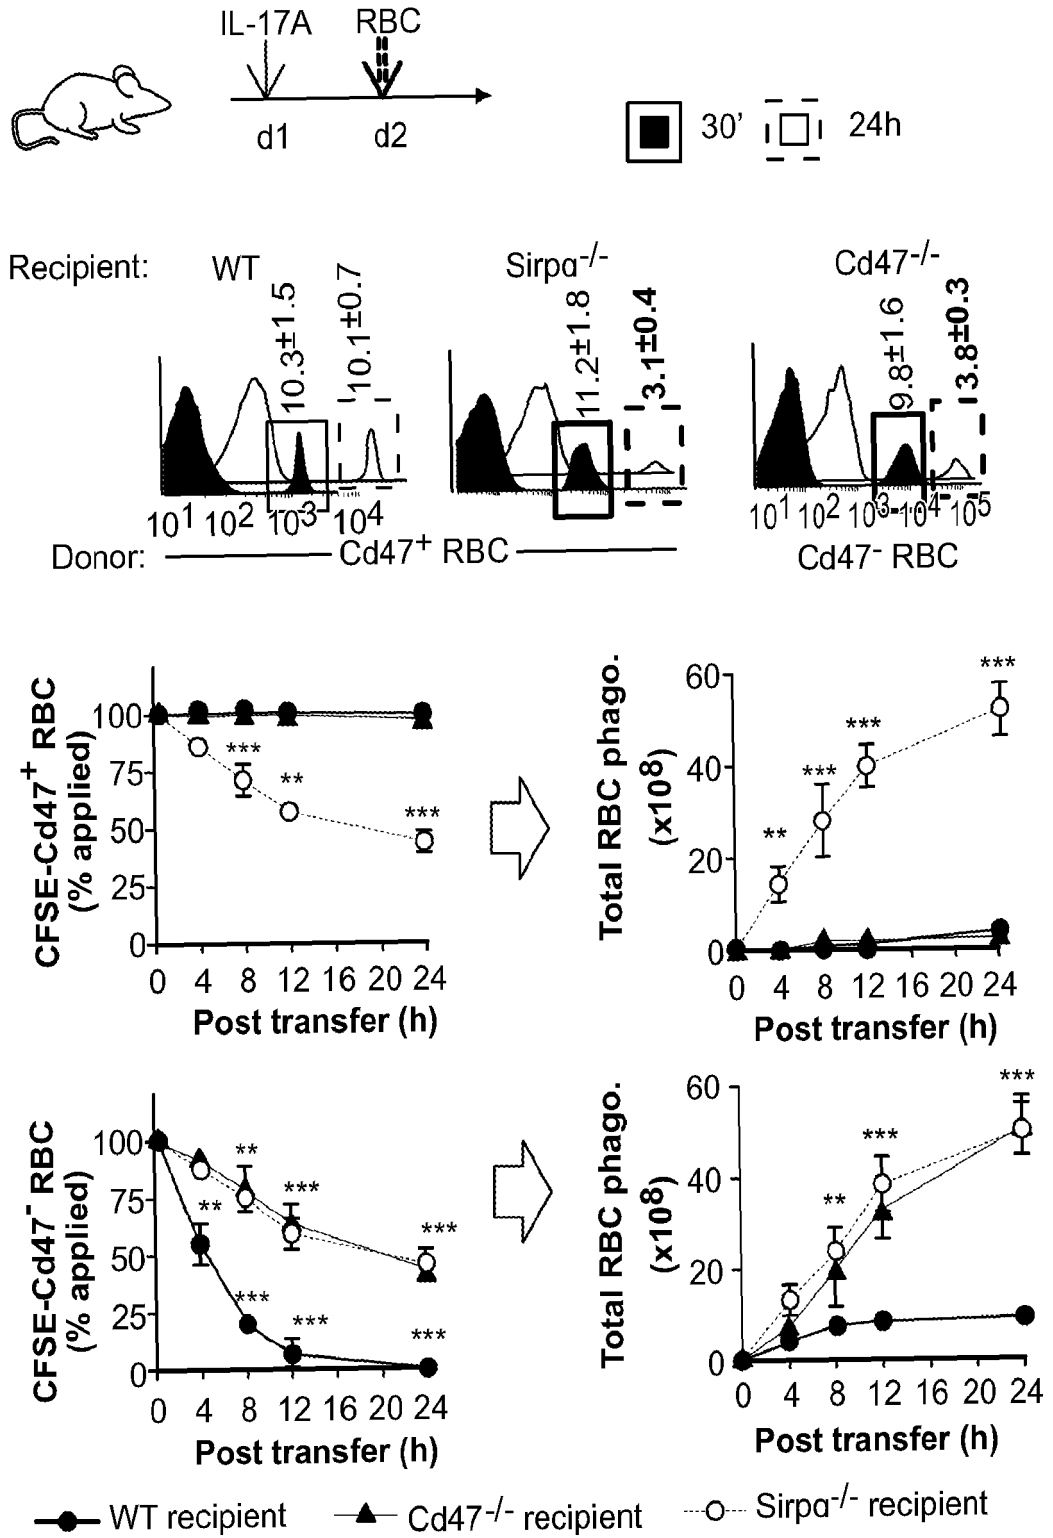 IL-17A RBC
d1 d2
30' 24h
Recipient: WT Sirpα-/- Cd47-/-
10.3±1.5 10.1±0.7 11.2±1.8 3.1±0.4 9.8±1.6 3.8±0.3
10¹ 10² 10³ 10⁴ 10¹ 10² 10³ 10⁴ 10⁵
Donor: Cd47⁺ RBC Cd47⁻ RBC
CFSE-Cd47⁺ RBC
(% applied)
100
75
50
25
0
*** ** ***
0 4 8 12 16 20 24
Post transfer (h)
Total RBC phago.
(x10⁸)
60
40
20
0
** *** *** ***
0 4 8 12 16 20 24
Post transfer (h)
CFSE-Cd47⁻ RBC
(% applied)
100
75
50
25
0
** *** ***
** *** *** ***
0 4 8 12 16 20 24
Post transfer (h)
Total RBC phago.
(x10⁸)
60
40
20
0
** *** ***
0 4 8 12 16 20 24
Post transfer (h)
WT recipient Cd47-/- recipient Sirpα-/- recipient